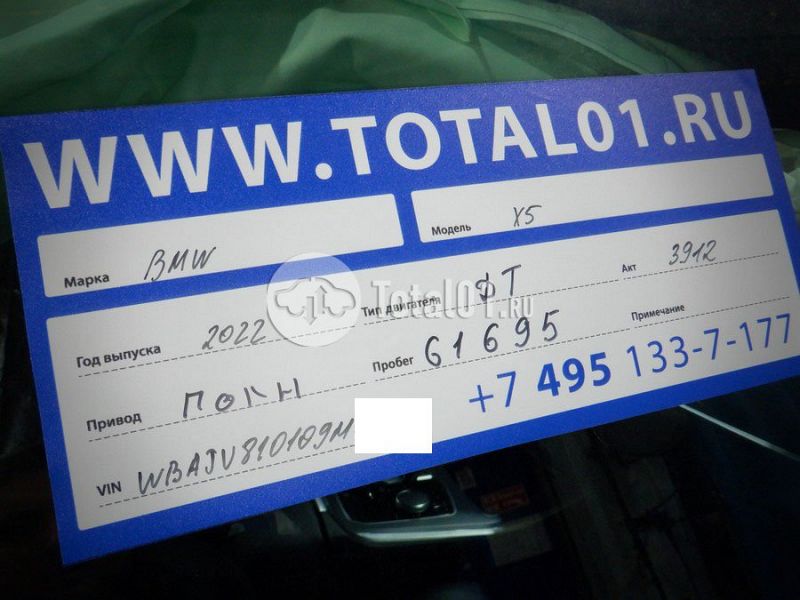 WWW.TOTAL01.RU
Марка BMW Модель X5
Год выпуска 2022 Тип двигателя ДТ Акт 3912
Привод ПОЛН Пробег 61695 Примечание
VIN WBAJV810109M +7 495 133-7-177
Total01.RU